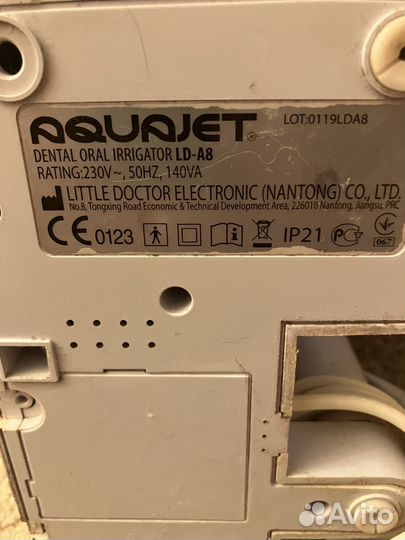 AQUAJET®
LOT:0119LDA8
DENTAL ORAL IRRIGATOR LD-A8
RATING:230V~, 50HZ, 140VA
LITTLE DOCTOR ELECTRONIC (NANTONG) CO., LTD.
No.8, Tongxing Road Economic & Technical Development Area, 226010 Nantong, Jiangsu, PRC
CE 0123 IP21
067
Avito